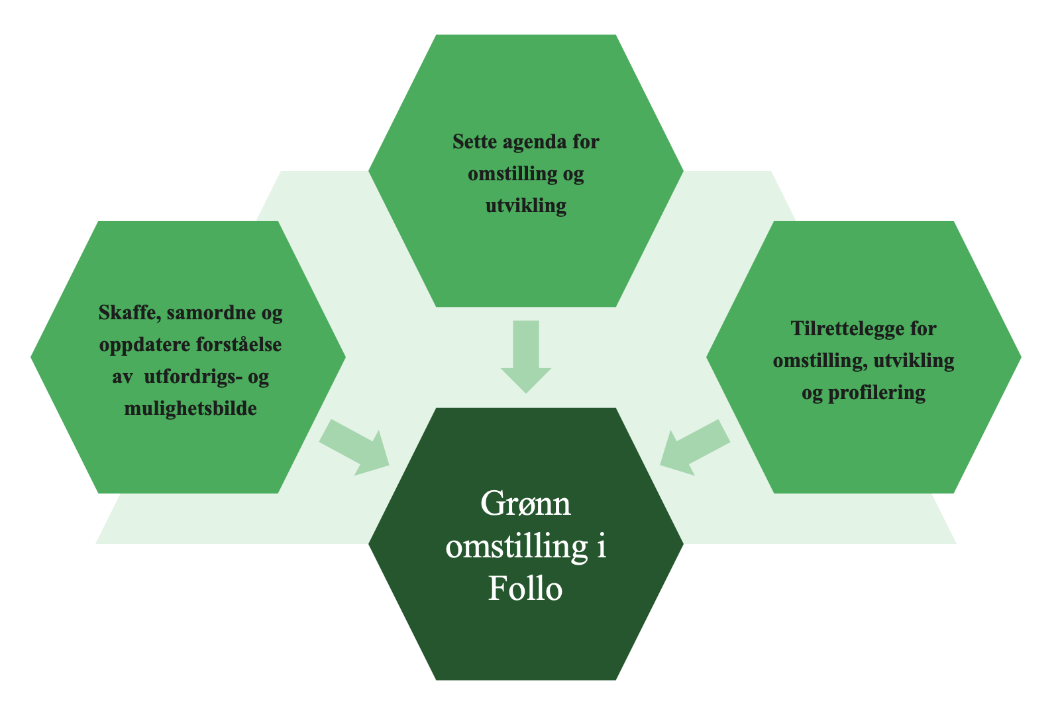 Sette agenda for
omstilling og
utvikling
Skaffe, samordne og
oppdatere forståelse
av  utfordrigs- og
mulighetsbilde
Tilrettelegge for
omstilling, utvikling
og profilering
Grønn
omstilling i
Follo